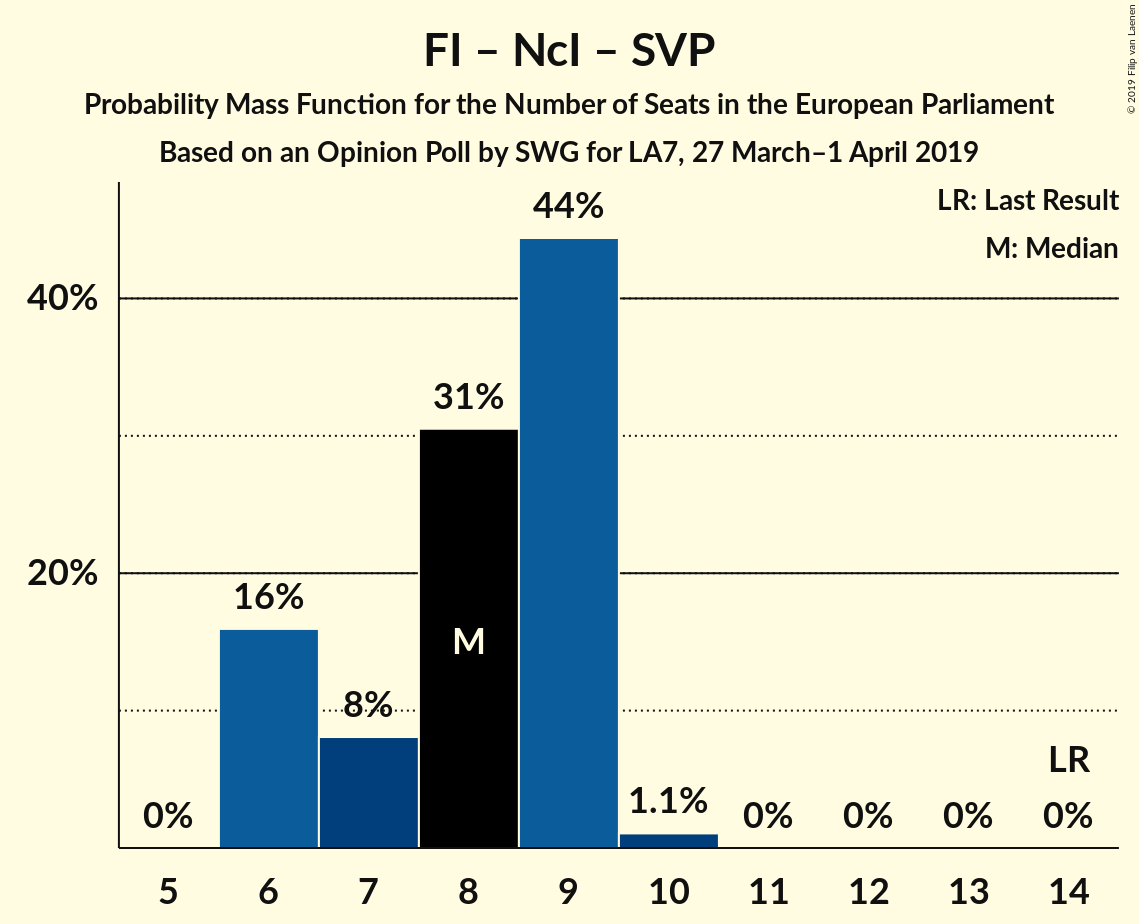 FI – NcI – SVP
Probability Mass Function for the Number of Seats in the European Parliament
Based on an Opinion Poll by SWG for LA7, 27 March–1 April 2019
© 2019 Filip van Laenen
LR: Last Result
M: Median
44%
40%
31%
20%
16%
M
8%
LR
0%
1.1%
0%
0%
0%
0%
5
6
7
8
9
10
11
12
13
14